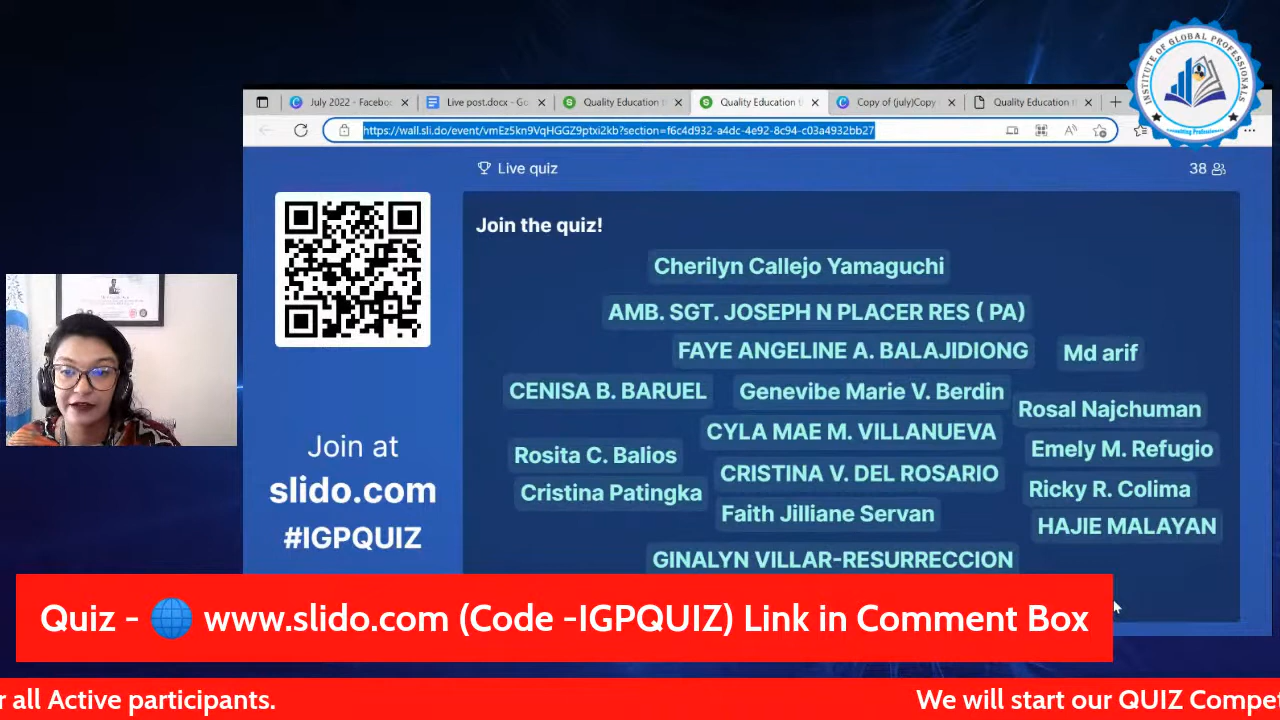 INSTITUTE OF GLOBAL PROFESSIONALS
Connecting Professionals
July 2022 - Faceboo
Live post.docx - Go
Quality Education t
Quality Education t
Copy of (july)Copy
Quality Education th
https://wall.sli.do/event/vmEz5kn9VqHGGZ9ptxi2kb?section=f6c4d932-a4dc-4e92-8c94-c03a4932bb27
Live quiz
38
Join the quiz!
Cherilyn Callejo Yamaguchi
AMB. SGT. JOSEPH N PLACER RES ( PA)
FAYE ANGELINE A. BALAJIDIONG
Md arif
CENISA B. BARUEL
Genevibe Marie V. Berdin
Rosal Najchuman
CYLA MAE M. VILLANUEVA
Emely M. Refugio
Rosita C. Balios
CRISTINA V. DEL ROSARIO
Ricky R. Colima
Cristina Patingka
Faith Jilliane Servan
HAJIE MALAYAN
GINALYN VILLAR-RESURRECCION
Join at
slido.com
#IGPQUIZ
Quiz - www.slido.com (Code -IGPQUIZ) Link in Comment Box
r all Active participants.
We will start our QUIZ Compet